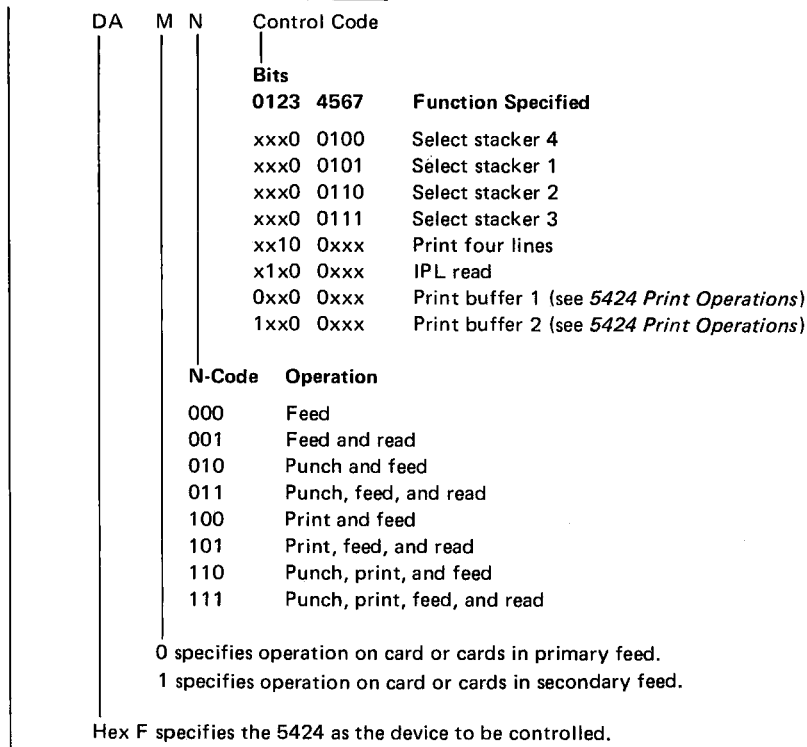 DA M N Control Code
Bits
0123 4567 Function Specified
xxx0 0100 Select stacker 4
xxx0 0101 Select stacker 1
xxx0 0110 Select stacker 2
xxx0 0111 Select stacker 3
xx10 0xxx Print four lines
x1x0 0xxx IPL read
0xx0 0xxx Print buffer 1 (see 5424 Print Operations)
1xx0 0xxx Print buffer 2 (see 5424 Print Operations)
N-Code Operation
000 Feed
001 Feed and read
010 Punch and feed
011 Punch, feed, and read
100 Print and feed
101 Print, feed, and read
110 Punch, print, and feed
111 Punch, print, feed, and read
0 specifies operation on card or cards in primary feed.
1 specifies operation on card or cards in secondary feed.
Hex F specifies the 5424 as the device to be controlled.